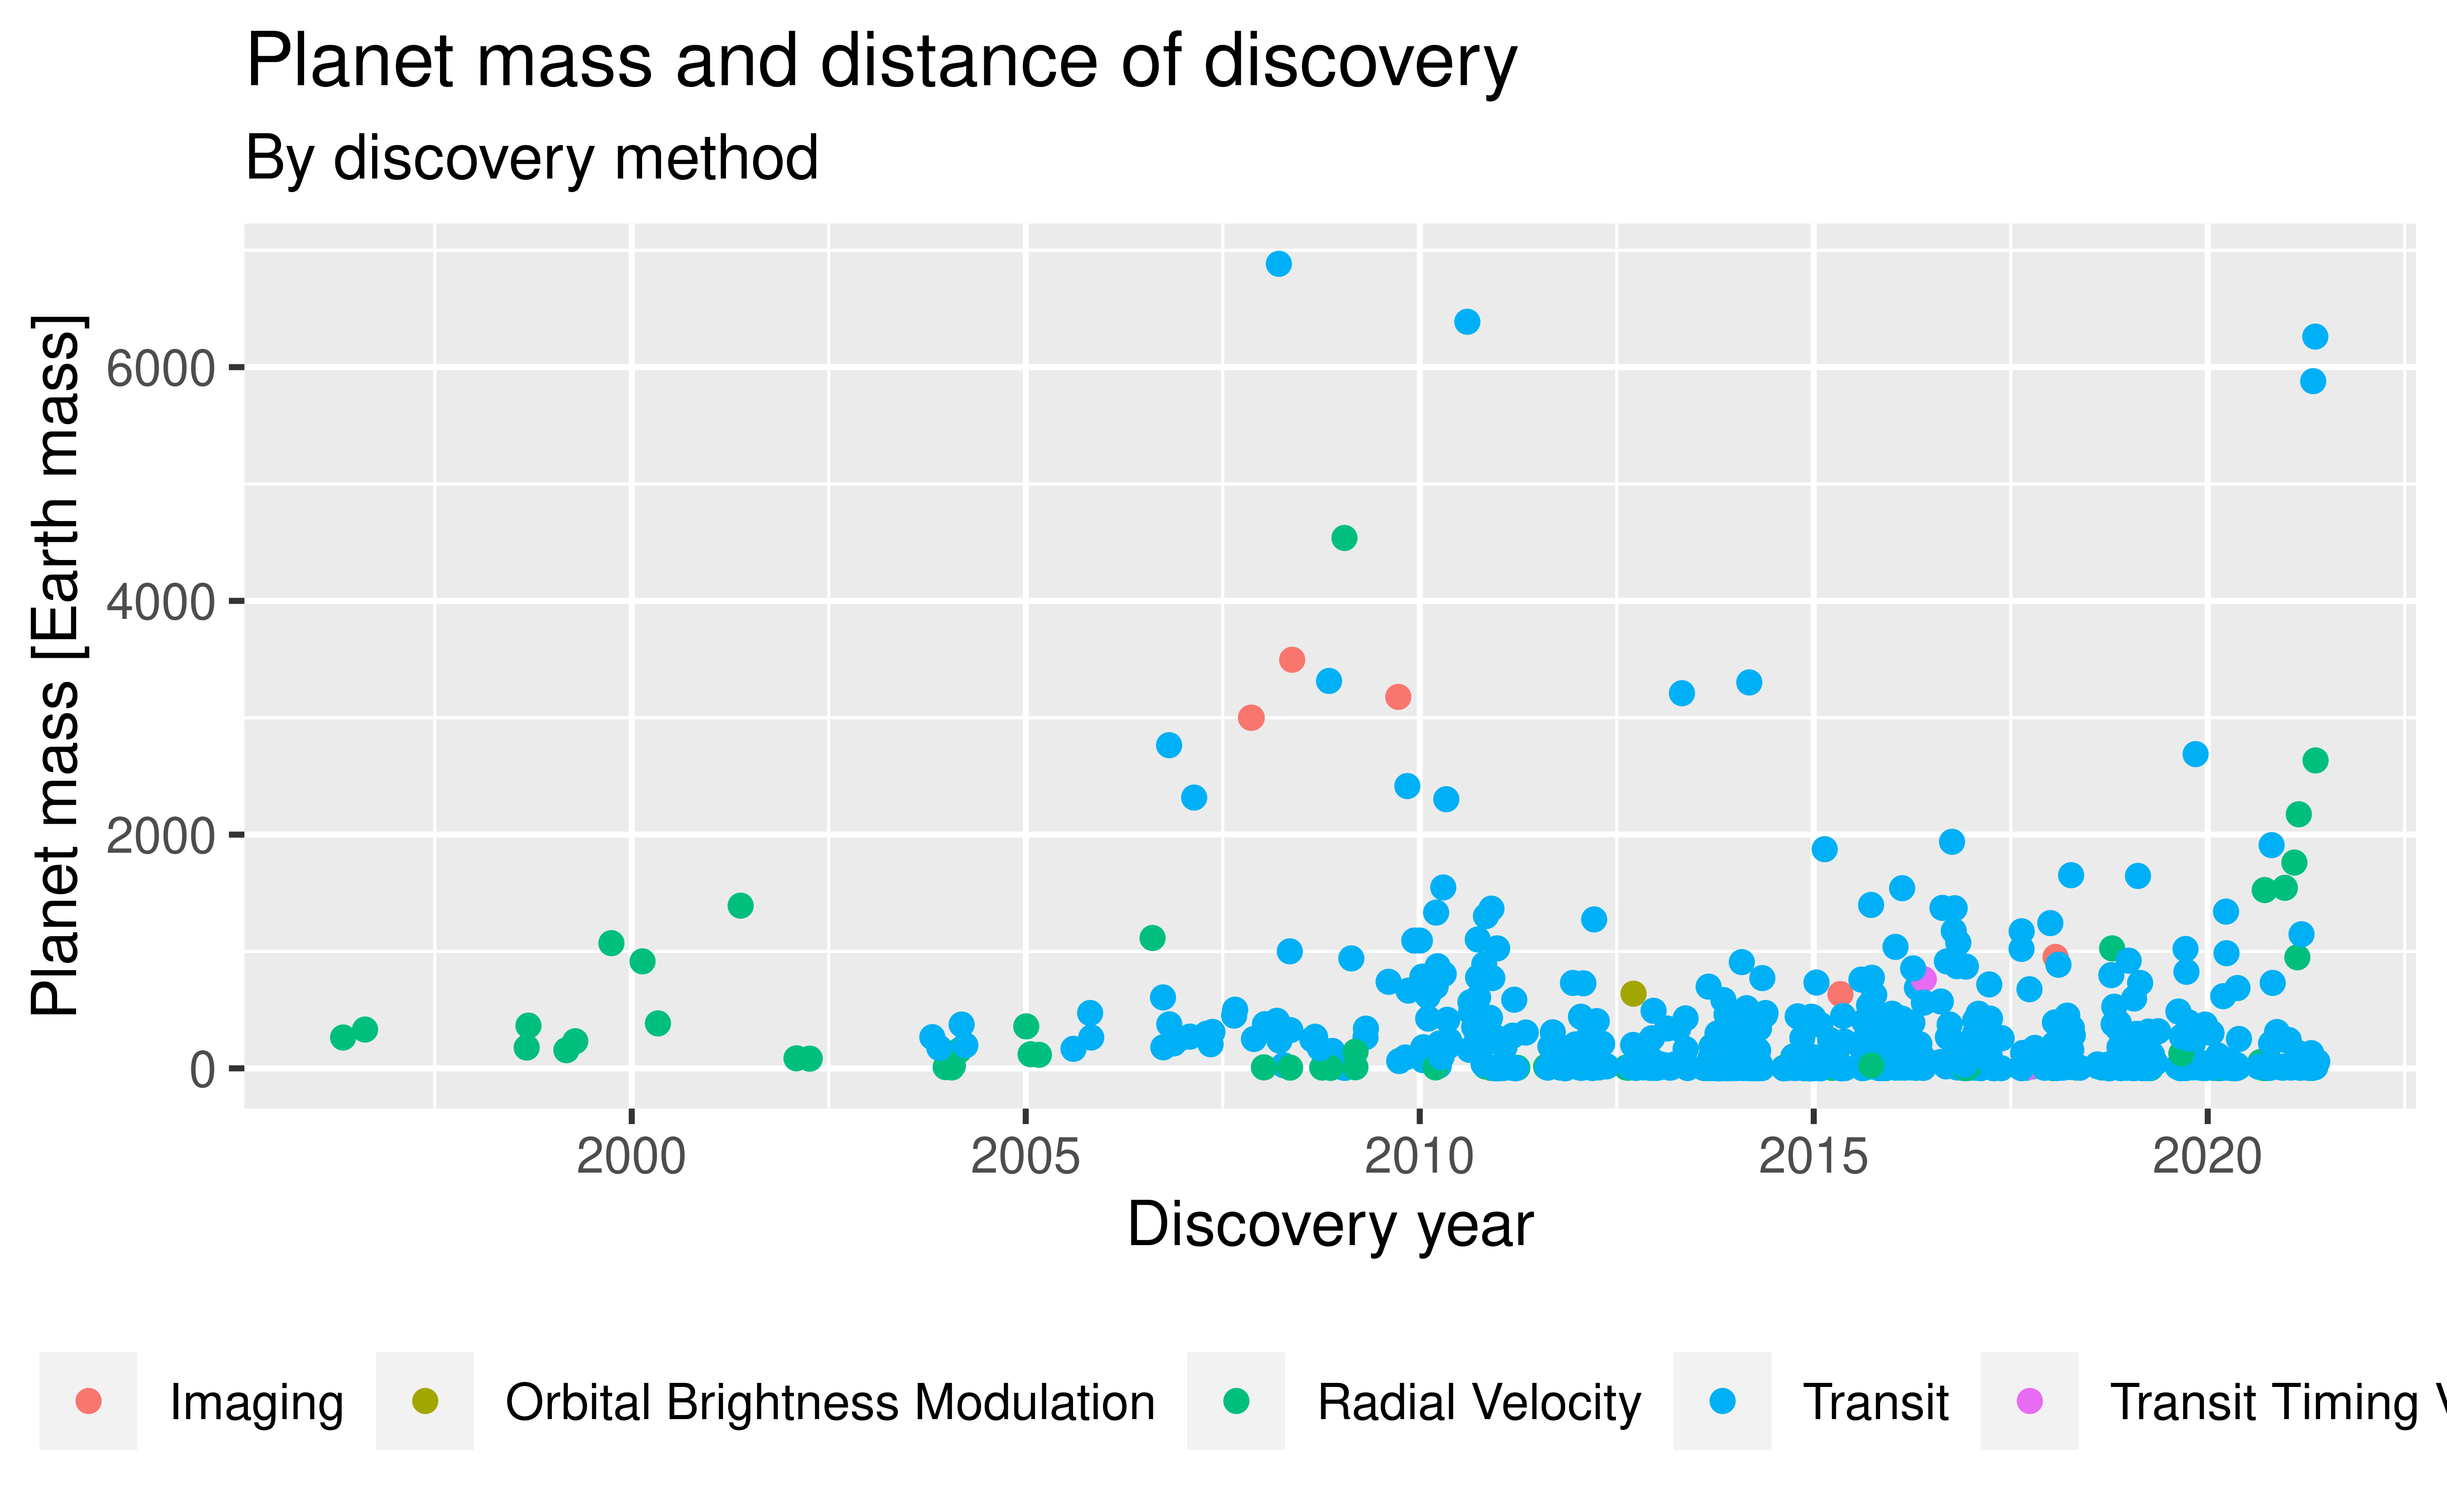 Planet mass and distance of discovery
By discovery method
Planet mass [Earth mass]
6000
4000
2000
0
2000 2005 2010 2015 2020
Discovery year
Imaging Orbital Brightness Modulation Radial Velocity Transit Transit Timing